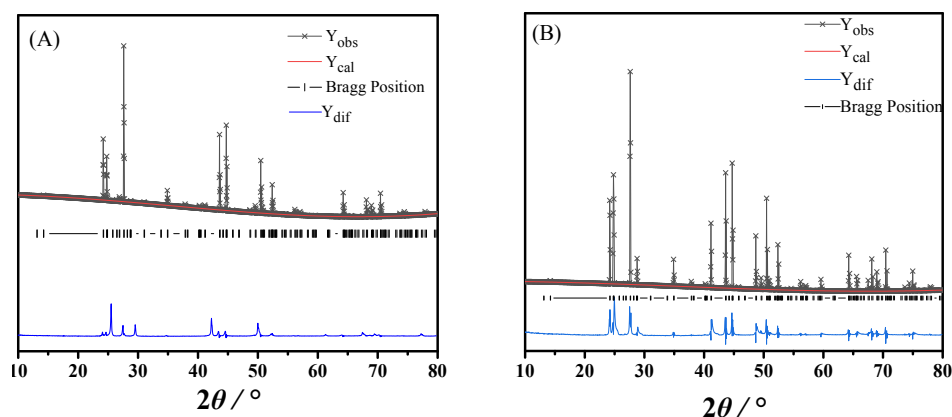 (A)
Y_obs
Y_cal
Bragg Position
Y_dif
10 20 30 40 50 60 70 80
2θ / °
(B)
Y_obs
Y_cal
Y_dif
Bragg Position
10 20 30 40 50 60 70 80
2θ / °